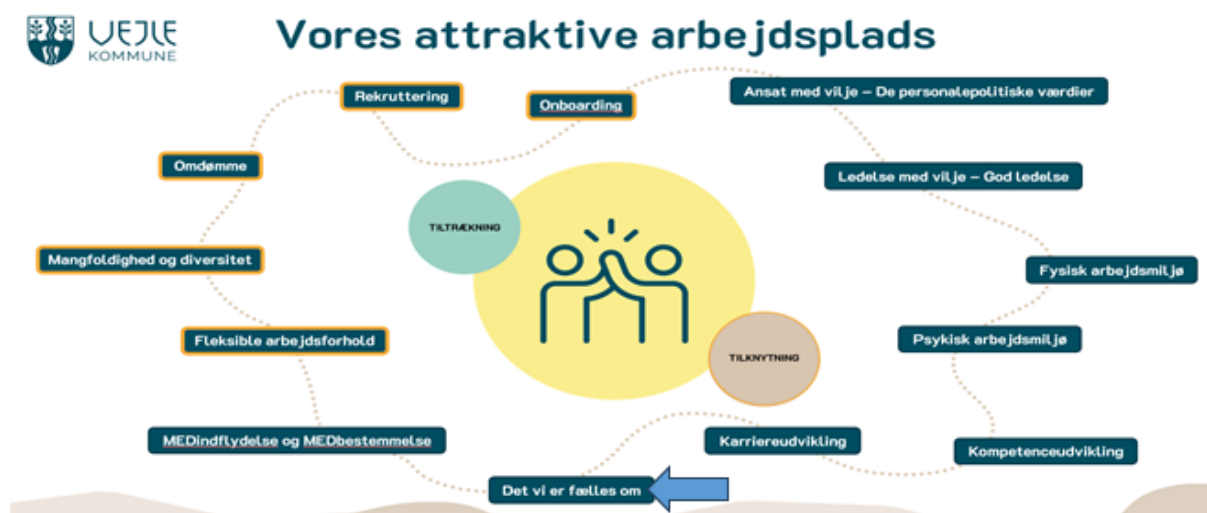 VEJLE
KOMMUNE
Vores attraktive arbejdsplads
Rekruttering
Onboarding
Ansat med vilje – De personalepolitiske værdier
Omdømme
Ledelse med vilje – God ledelse
TILTRÆKNING
Mangfoldighed og diversitet
Fysisk arbejdsmiljø
Fleksible arbejdsforhold
Psykisk arbejdsmiljø
TILKNYTNING
MEDindflydelse og MEDbestemmelse
Karriereudvikling
Kompetenceudvikling
Det vi er fælles om